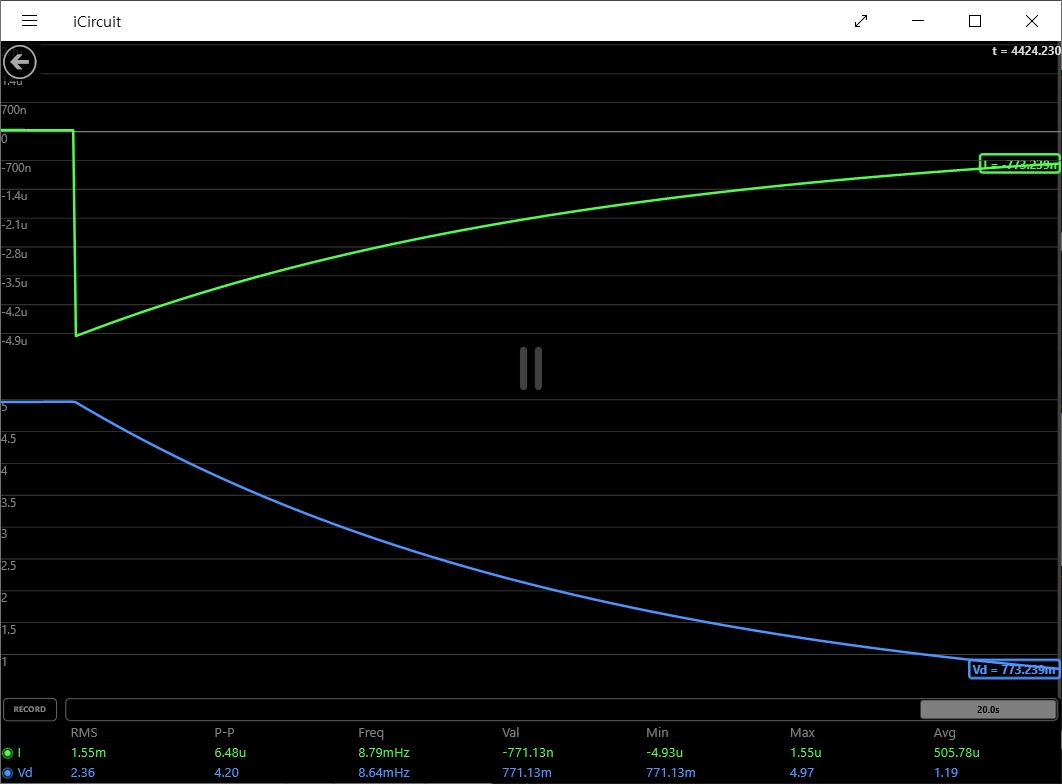 iCircuit
t = 4424.230
700n
0
-700n
I = -773.239n
-1.4u
-2.1u
-2.8u
-3.5u
-4.2u
-4.9u
5
4.5
4
3.5
3
2.5
2
1.5
1
Vd = 773.239m
RECORD 20.0s
RMS P-P Freq Val Min Max Avg
I 1.55m 6.48u 8.79mHz -771.13n -4.93u 1.55u 505.78u
Vd 2.36 4.20 8.64mHz 771.13m 771.13m 4.97 1.19